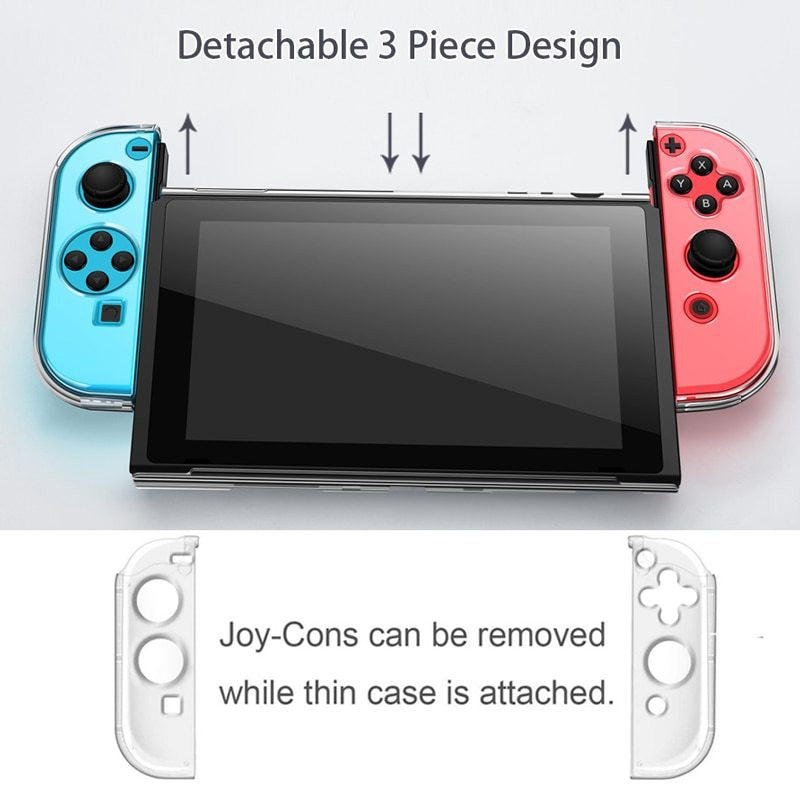 Detachable 3 Piece Design
X
Y A
B
Joy-Cons can be removed
while thin case is attached.